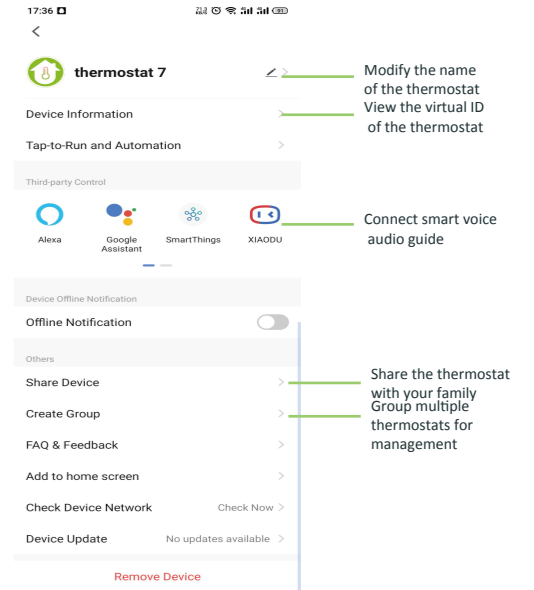 17:36
thermostat 7
Modify the name
of the thermostat
Device Information
View the virtual ID
of the thermostat
Tap-to-Run and Automation
Third-party Control
Alexa
Google
Assistant
SmartThings
XIAODU
Connect smart voice
audio guide
Device Offline Notification
Offline Notification
Others
Share Device
Share the thermostat
with your family
Create Group
Group multiple
thermostats for
management
FAQ & Feedback
Add to home screen
Check Device Network Check Now
Device Update No updates available
Remove Device